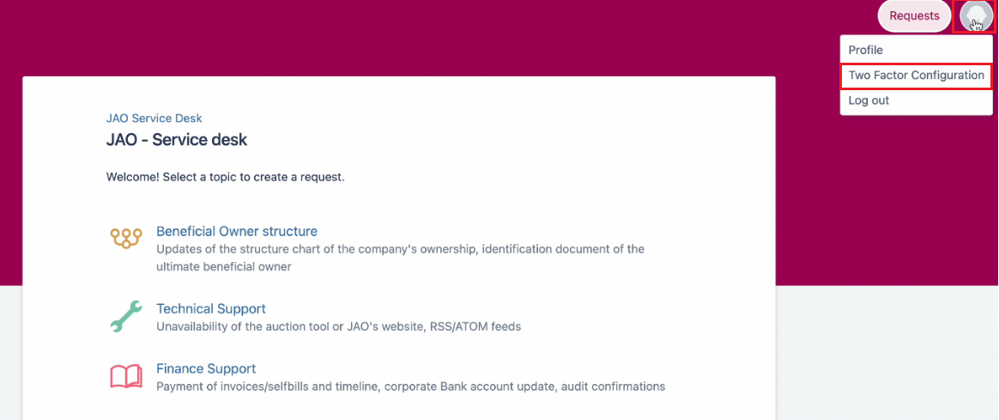 Requests
Profile
Two Factor Configuration
Log out
JAO Service Desk
JAO - Service desk
Welcome! Select a topic to create a request.
Beneficial Owner structure
Updates of the structure chart of the company's ownership, identification document of the
ultimate beneficial owner
Technical Support
Unavailability of the auction tool or JAO's website, RSS/ATOM feeds
Finance Support
Payment of invoices/selfbills and timeline, corporate Bank account update, audit confirmations